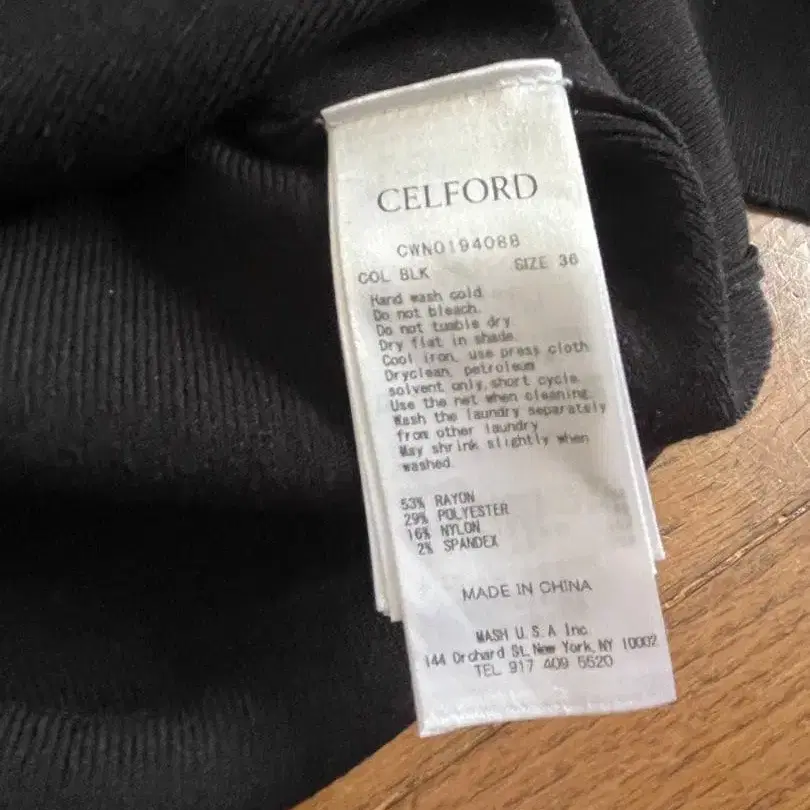 CELFORD
CWNO194088
COL BLK SIZE 36
Hand wash cold
Do not bleach.
Do not tumble dry
Dry flat in shade.
Cool iron, use press cloth
Dryclean, petroleum
solvent only, short cycle.
Use the net when cleaning
Wash the laundry separately
from other laundry
May shrink slightly when
washed.
53% RAYON
29% POLYESTER
16% NYLON
2% SPANDEX
MADE IN CHINA
MASH U.S.A Inc.
144 Orchard St. New York, NY 10002
TEL 917 409 5520